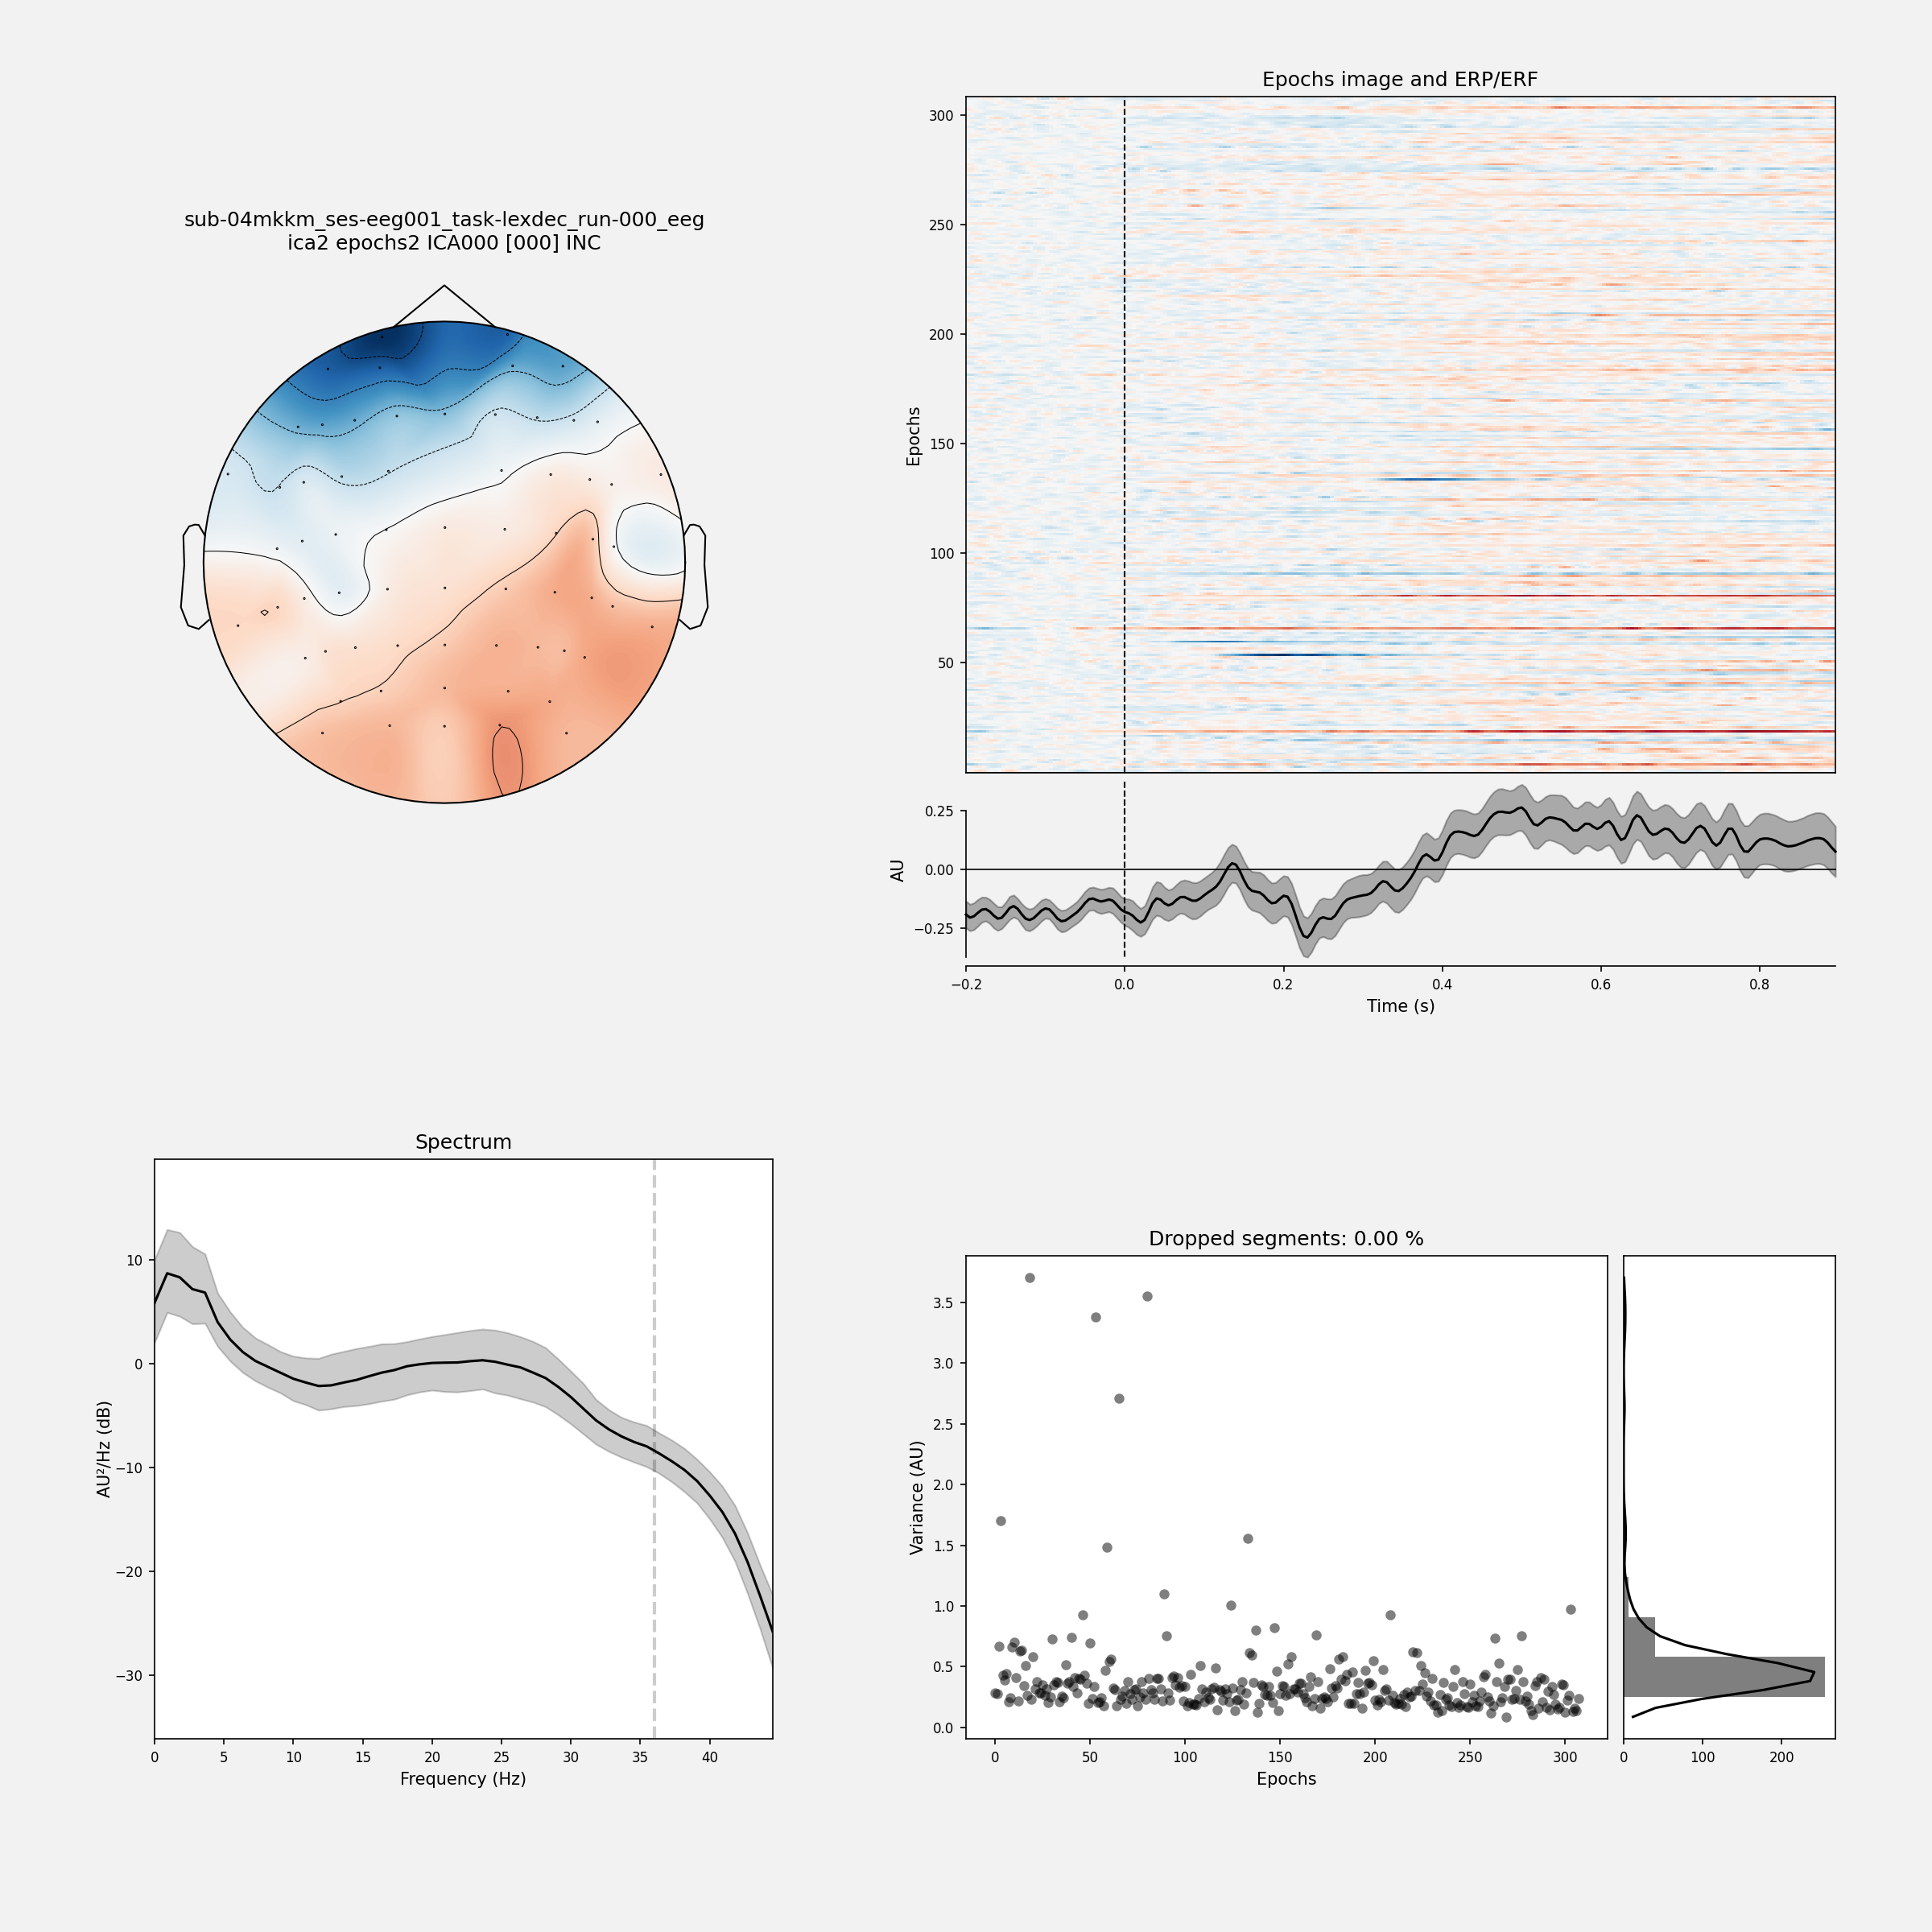 sub-04mkkm_ses-eeg001_task-lexdec_run-000_eeg
ica2 epochs2 ICA000 [000] INC
Epochs image and ERP/ERF
Epochs
300
250
200
150
100
50
AU
0.25
0.00
−0.25
−0.2 0.0 0.2 0.4 0.6 0.8
Time (s)
Spectrum
AU²/Hz (dB)
10
0
−10
−20
−30
0 5 10 15 20 25 30 35 40
Frequency (Hz)
Dropped segments: 0.00 %
Variance (AU)
3.5
3.0
2.5
2.0
1.5
1.0
0.5
0.0
0 50 100 150 200 250 300
Epochs
0 100 200